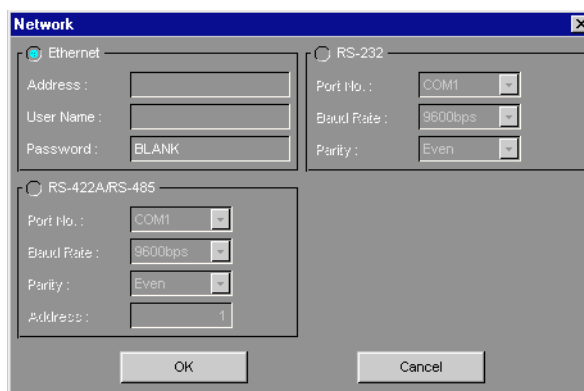 Network
Ethernet
Address :
User Name :
Password : BLANK
RS-232
Port No. : COM1
Baud Rate : 9600bps
Parity : Even
RS-422A/RS-485
Port No. : COM1
Baud Rate : 9600bps
Parity : Even
Address : 1
OK
Cancel